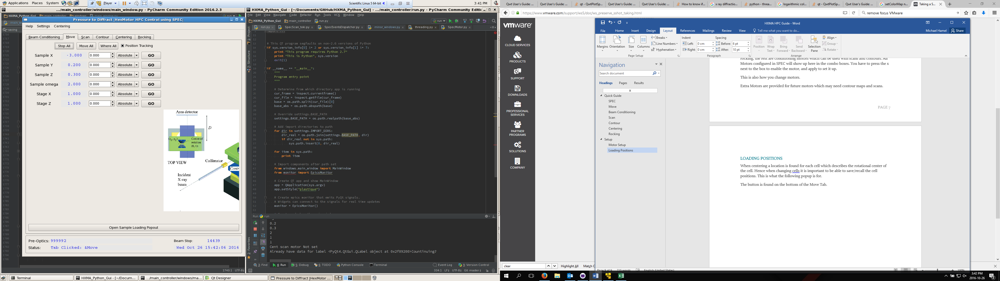 Applications Places System
Player
Scientific Linux 5 64-bit
3:41 PM
.../main_controller/windows/main_window.py - PyCharm Community Edition 2016.2.3
HXMA_Python_Gui main_controller windows main_window.py
run
saving
Pressure to Diffract |HexMotor HPC Control using SPEC|
Help Settings Centering
Beam Conditioning Move Scan Contour Centering Rocking
Stop All Move All Where All Position Tracking
Sample X -3.000 0.000 Absolute GO
Sample Y 0.200 0.000 Absolute GO
Sample Z 0.300 0.000 Absolute GO
Sample omega 2.000 0.000 Absolute GO
Stage X 1.000 0.000 Absolute GO
Stage Z 1.000 0.000 Absolute GO
Area detector
D
Centre of
rotation
(0, 0)
TOP VIEW
Collimator
Centr
Incident
X-ray
beam
Open Sample Loading Popout
Pre-Optics: 999992 Beam Stop: 14439
Status: Tab Clicked: &Move Wed Oct 26 15:42:06 2016
1740:1 UTF-8
HXMA_Python_Gui - [~/Documents/GitHub/HXMA_Python_Gui] - .../main_controller/run.py - PyCharm Community Editi
File Edit View Navigate Code Refactor Run Tools VCS Window Help
HXMA_Python_Gui main_controller run.py
run
run.py SpecScan_toki.py SpecEventsDispatcher.py minor_windows.py threading.py SpecMotor.py
1: Project
7: Structure
2: Favorites
# This QT program segfaults on non-2.6 versions of Python
if sys.version_info[0] != 2 or sys.version_info[1] != 7:
print "This program requires Python 2.7"
print "This is Python", sys.version
exit(1)
if __name__ == "__main__":
"""
Program entry point
"""
# Determine from which directory app is running
cur_frame = inspect.currentframe()
cur_file = inspect.getfile(cur_frame)
base = os.path.split(cur_file)[0]
base_abs = os.path.abspath(base)
# Override settings.BASE_PATH
settings.BASE_PATH = os.path.realpath(base_abs)
# Add import directories to path
for dir in settings.IMPORT_DIRS:
dir_real = os.path.join(settings.BASE_PATH, dir)
if dir_real not in sys.path:
sys.path.insert(0, dir_real)
for item in sys.path:
print item
# Import components after path set
from windows.main_window import MainWindow
from monitor import EpicsMonitor
# Create QT app and show MainWindow
app = QApplication(sys.argv)
app.setStyle("plastique")
# Create epics monitor that emits PyQt signals.
# Widgets can connect to the signals for real time updates
monitor = EpicsMonitor()
Run run
0.2
0.3
2
1
1
Cent scan motor Not set
Already have data for label <PyQt4.QtGui.QLabel object at 0x2f09200>Countinuing?
3: Find 4: Run 5: Debug 6: TODO Python Console Terminal Event Log 9: Version Control
334:1 LF UTF-8 Git: master
Terminal HXMA_Python_Gui - [~/Docum... .../main_controller/windows/ma... Qt Designer Pressure to Diffract |HexMotor ...
Qwt User's Guide: ... Qwt User's Guide: ... qt - QwtPlotSp... Qwt User's Guide: ... Qwt User's Guide: ... How to know if... x ray diffractio... python - threa... logarithmic col... qt - QwtPlotSp... Qwt User's Guide: ... setColorMap n... Taking a S...
https://www.vmware.com/support/ws5/doc/ws_preserve_sshot_taking.html
remove focus VMware
vmware
CLOUD SERVICES
PRODUCTS
SUPPORT
DOWNLOADS
PROFESSIONAL
SERVICES
PARTNER
PROGRAMS
SOLUTIONS
COMPANY
clear Highlight All Match C
HXMA HPC Guide - Word
File Home Insert Design Layout References Mailings Review View Tell me what you want to do... Michael Hamel Share
Margins Orientation Size Columns
Breaks
Line Numbers
Hyphenation
Page Setup
Indent Spacing
Left: 0 cm Before: 6 pt
Right: 0 cm After: 10 pt
Paragraph
Position Wrap Text Bring Forward Send Backward Selection Pane
Align
Group
Rotate
Arrange
Navigation
Search document
Headings Pages Results
Quick Guide
SPEC
Move
Beam Conditioning
Scan
Contour
Centering
Rocking
Setup
Motor Setup
Loading Positions
rocking, the rest are conditioning motors which can be used with scans and contours. All
Motors configured in SPEC will show up here in the combo boxes. You have to press the x
next to the box to enable the motor, and apply to set it up.
This is also how you change motors.
Extra Motors are provided for future motors which may need contour maps and scans.
PAGE 7
LOADING POSITIONS
When centering a location is found for each cell which describes the rotational center of
the cell. Hence when changing cells it is important to be able to save/recall the cell
positions. This is what the following popup is for.
The button is found on the bottom of the Move Tab.
Page 9 of 9 715 words English (United States) 100%
3:42 PM
2016-10-26